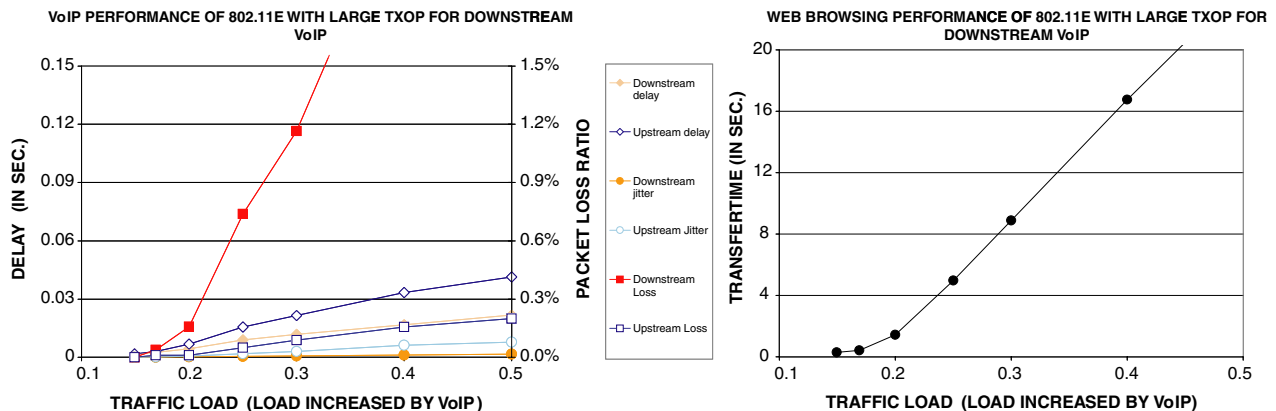 VoIP PERFORMANCE OF 802.11E WITH LARGE TXOP FOR DOWNSTREAM
VoIP
0.15
0.12
0.09
0.06
0.03
0
DELAY (IN SEC.)
1.5%
1.2%
0.9%
0.6%
0.3%
0.0%
PACKET LOSS RATIO
0.1
0.2
0.3
0.4
0.5
TRAFFIC LOAD (LOAD INCREASED BY VoIP)
Downstream
delay
Upstream delay
Downstream
jitter
Upstream Jitter
Downstream
Loss
Upstream Loss
WEB BROWSING PERFORMANCE OF 802.11E WITH LARGE TXOP FOR
DOWNSTREAM VoIP
20
16
12
8
4
0
TRANSFERTIME (IN SEC.)
0.1
0.2
0.3
0.4
0.5
TRAFFIC LOAD (LOAD INCREASED BY VoIP)